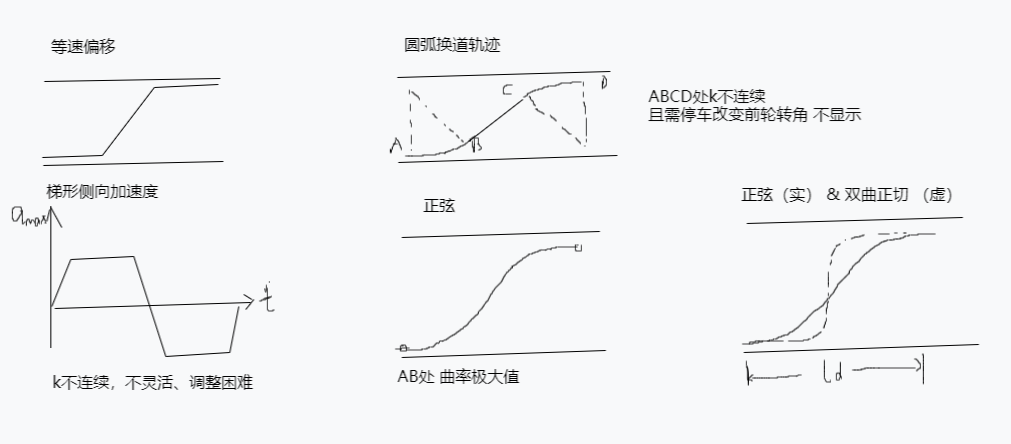 等速偏移
圆弧换道轨迹
A
B
C
D
ABCD处k不连续
且需停车改变前轮转角 不显示
梯形侧向加速度
amax
t
k不连续，不灵活、调整困难
正弦
AB处 曲率极大值
正弦（实） & 双曲正切 （虚）
ld